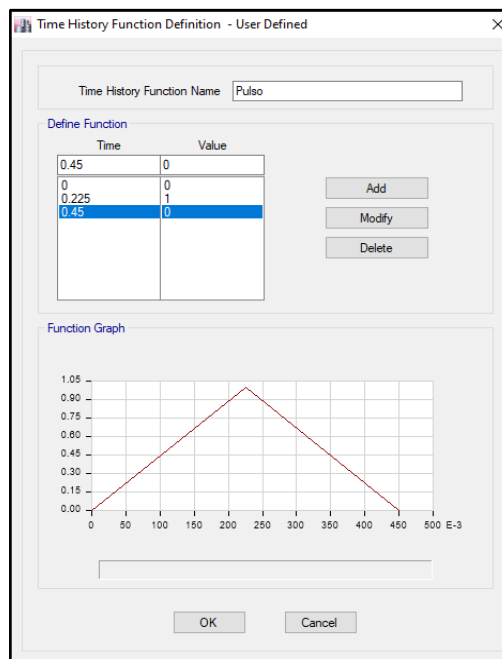 Time History Function Definition - User Defined
Time History Function Name Pulso
Define Function
Time Value
0.45 0
0 0
0.225 1
0.45 0
Add
Modify
Delete
Function Graph
1.05
0.90
0.75
0.60
0.45
0.30
0.15
0.00
0 50 100 150 200 250 300 350 400 450 500 E-3
OK Cancel